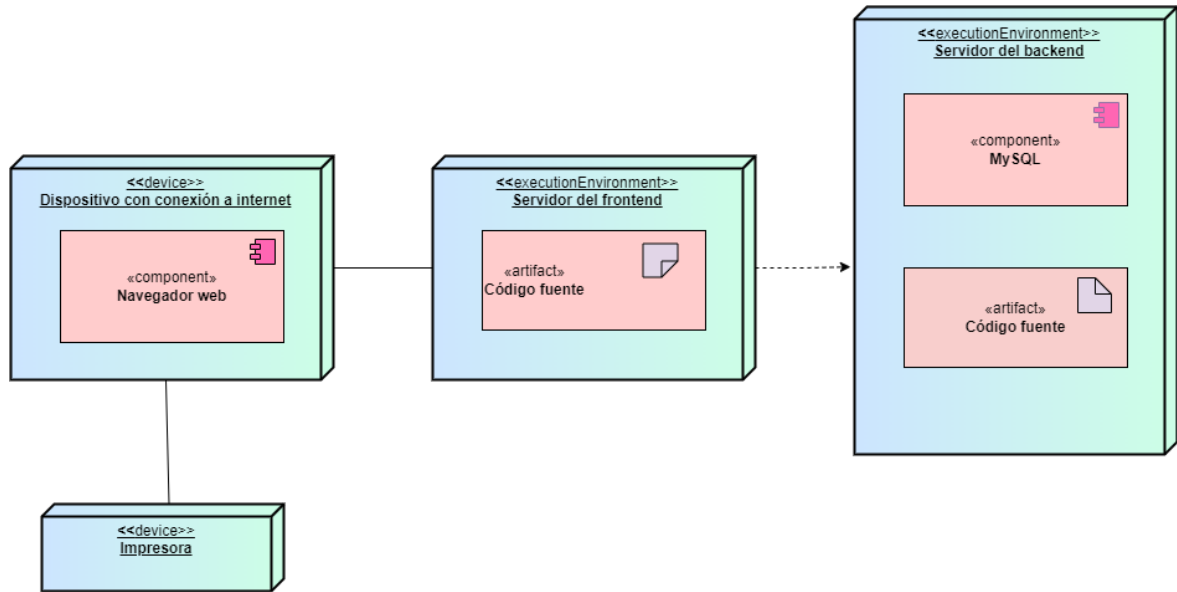 <<executionEnvironment>>
Servidor del backend
«component»
MySQL
«artifact»
Código fuente
<<device>>
Dispositivo con conexión a internet
«component»
Navegador web
<<executionEnvironment>>
Servidor del frontend
«artifact»
Código fuente
<<device>>
Impresora